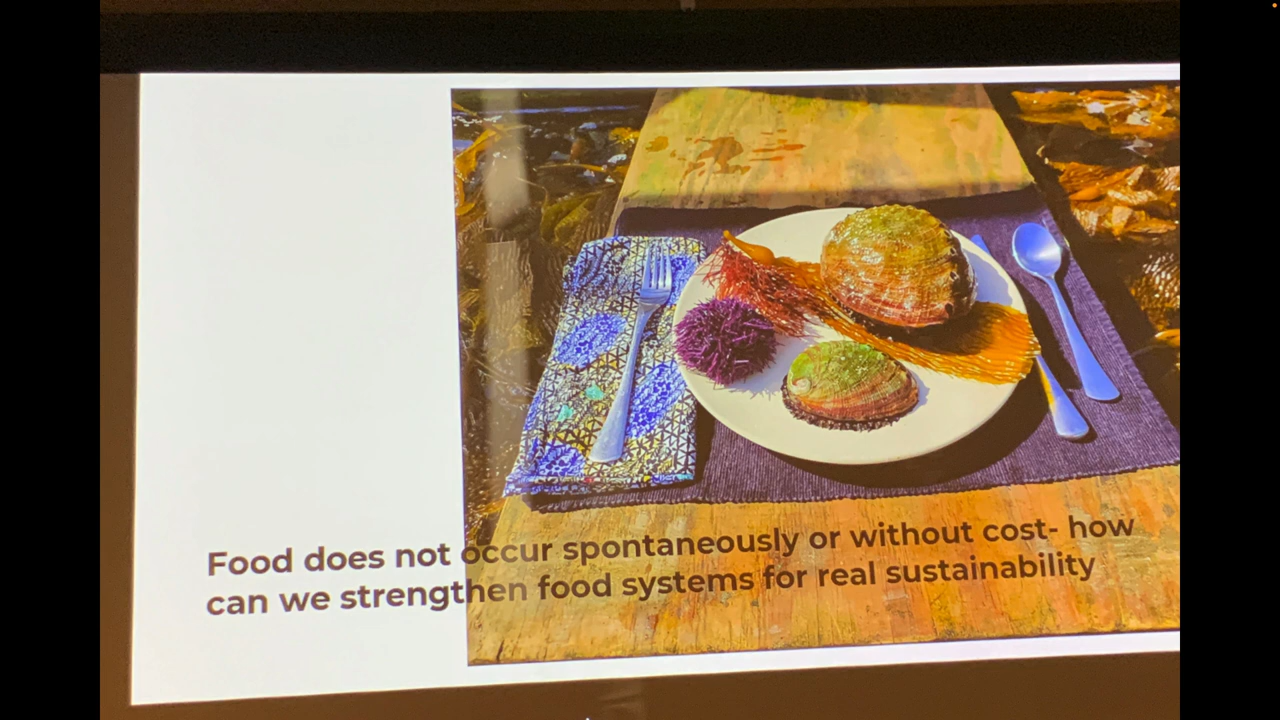 Food does not occur spontaneously or without cost- how
can we strengthen food systems for real sustainability